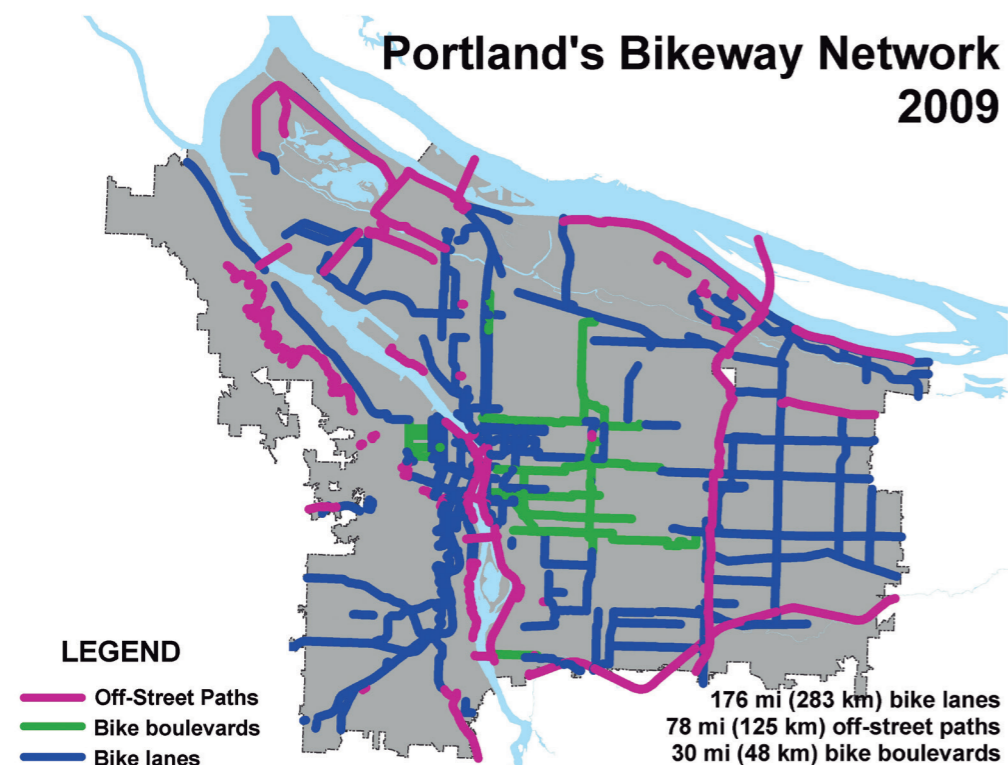 Portland's Bikeway Network
2009
LEGEND
Off-Street Paths
Bike boulevards
Bike lanes
176 mi (283 km) bike lanes
78 mi (125 km) off-street paths
30 mi (48 km) bike boulevards